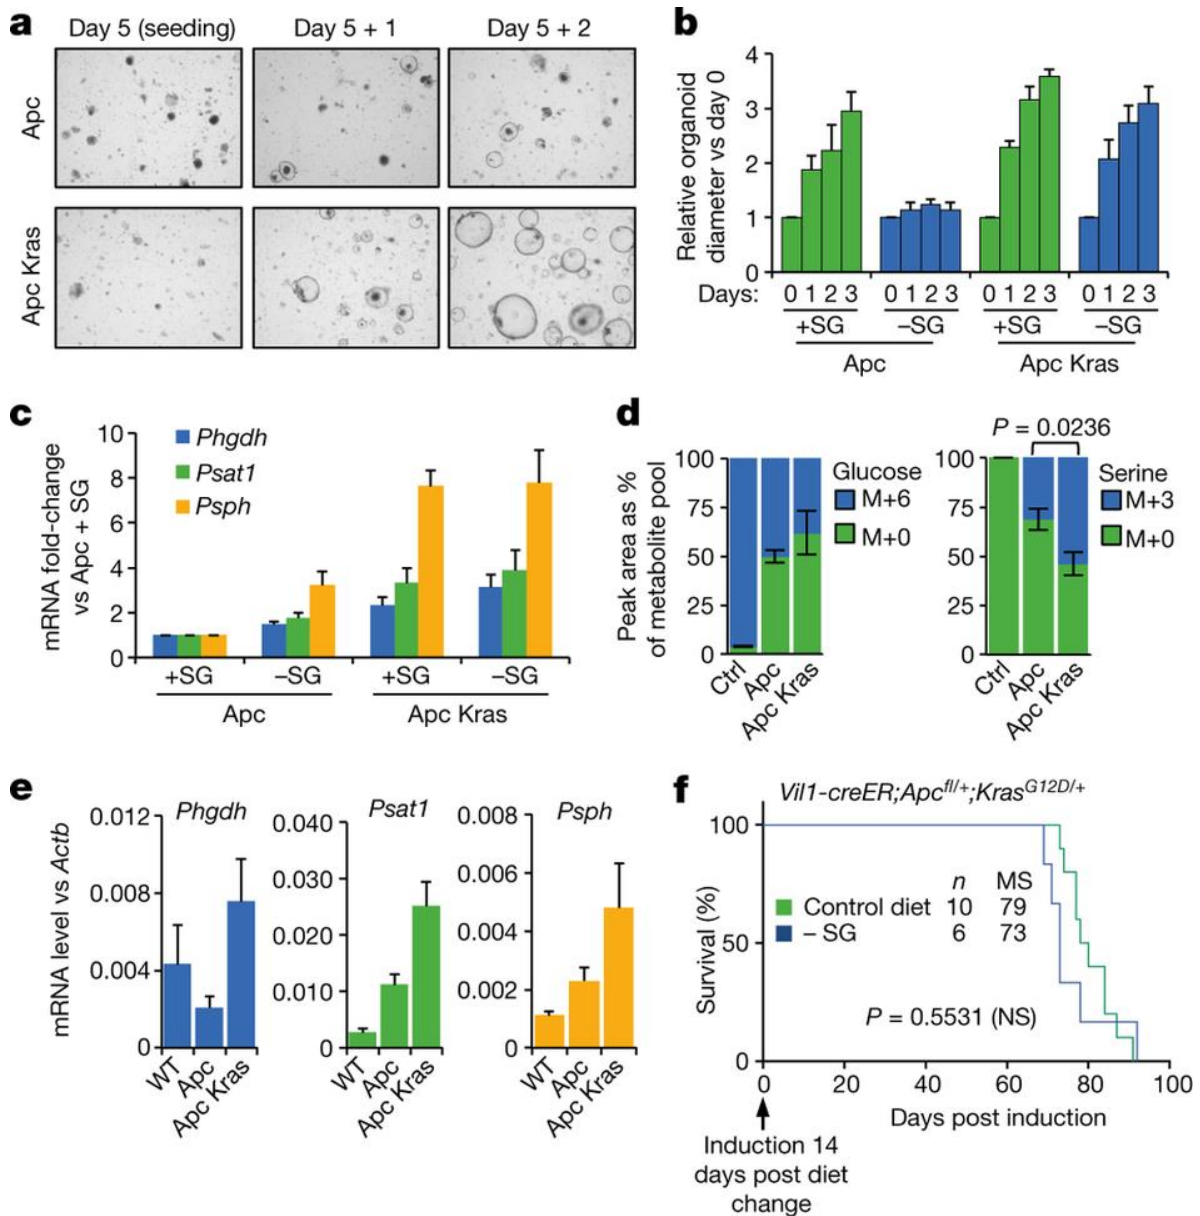 a
Day 5 (seeding)
Day 5 + 1
Day 5 + 2
Apc
Apc Kras
b
Relative organoid
diameter vs day 0
4
3
2
1
0
Days: 0 1 2 3 0 1 2 3 0 1 2 3 0 1 2 3
+SG –SG +SG –SG
Apc Apc Kras
c
mRNA fold-change
vs Apc + SG
10
8
6
4
2
0
Phgdh
Psat1
Psph
+SG –SG +SG –SG
Apc Apc Kras
d
Peak area as %
of metabolite pool
100
75
50
25
0
Ctrl
Apc
Apc Kras
Glucose
M+6
M+0
P = 0.0236
100
75
50
25
0
Ctrl
Apc
Apc Kras
Serine
M+3
M+0
e
mRNA level vs Actb
Phgdh
0.012
0.008
0.004
0
WT
Apc
Apc Kras
Psat1
0.040
0.030
0.020
0.010
0
WT
Apc
Apc Kras
Psph
0.008
0.006
0.004
0.002
0
WT
Apc
Apc Kras
f
Vil1-creER;Apcfl/+;KrasG12D/+
Survival (%)
100
50
0
n MS
Control diet 10 79
– SG 6 73
P = 0.5531 (NS)
0 20 40 60 80 100
Days post induction
Induction 14
days post diet
change